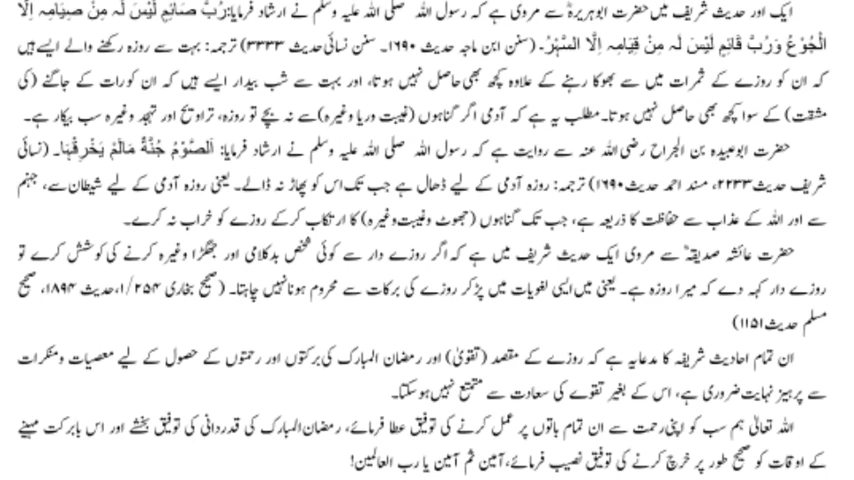 ایک اور حدیث شریف میں حضرت ابوہریرہؓ سے مروی ہے کہ رسول اللہ صلی اللہ علیہ وسلم نے ارشاد فرمایا: رُبَّ صَائِمٍ لَیْسَ لَہ مِنْ صِیَامِہ اِلَّا
الْجُوْعُ وَرُبَّ قَائِمٍ لَیْسَ لَہ مِنْ قِیَامِہ اِلَّا السَّہَرُ۔ (سنن ابن ماجہ حدیث ۱۶۹۰۔ سنن نسائی حدیث ۳۳۳۳) ترجمہ: بہت سے روزہ رکھنے والے ایسے ہیں
کہ ان کو روزے کے ثمرات میں سے بھوکا رہنے کے علاوہ کچھ بھی حاصل نہیں ہوتا، اور بہت سے شب بیدار ایسے ہیں کہ ان کو رات کے جاگنے (کی
مشقت) کے سوا کچھ بھی حاصل نہیں ہوتا۔ مطلب یہ ہے کہ آدمی اگر گناہوں (غیبت وریا وغیرہ) سے نہ بچے تو روزہ، تراویح اور تہجد وغیرہ سب بیکار ہے۔
حضرت ابوعبیدہ بن الجراح رضی اللہ عنہ سے روایت ہے کہ رسول اللہ صلی اللہ علیہ وسلم نے ارشاد فرمایا: اَلصَّوْمُ جُنَّةٌ مَالَمْ یَخْرِقْہَا۔ (نسائی
شریف حدیث ۲۲۳۳، مسند احمد حدیث ۱۶۹۰) ترجمہ: روزہ آدمی کے لیے ڈھال ہے جب تک اس کو پھاڑ نہ ڈالے۔ یعنی روزہ آدمی کے لیے شیطان سے، جہنم
سے اور اللہ کے عذاب سے حفاظت کا ذریعہ ہے، جب تک گناہوں (جھوٹ وغیبت وغیرہ) کا ارتکاب کرکے روزے کو خراب نہ کرے۔
حضرت عائشہ صدیقہؓ سے مروی ایک حدیث شریف میں ہے کہ اگر روزے دار سے کوئی شخص بدکلامی اور جھگڑا وغیرہ کرنے کی کوشش کرے تو
روزے دار کہہ دے کہ میرا روزہ ہے۔ یعنی میں ایسی لغویات میں پڑکر روزے کی برکات سے محروم ہونا نہیں چاہتا۔ (صحیح بخاری ۱/۲۵۴، حدیث ۱۸۹۴، صحیح
مسلم حدیث ۱۱۵۱)
ان تمام احادیث شریفہ کا مدعا یہ ہے کہ روزے کے مقصد (تقویٰ) اور رمضان المبارک کی برکتوں اور رحمتوں کے حصول کے لیے معصیات ومنکرات
سے پرہیز نہایت ضروری ہے، اس کے بغیر تقوے کی سعادت سے متمتع نہیں ہوسکتا۔
اللہ تعالیٰ ہم سب کو اپنی رحمت سے ان تمام باتوں پر عمل کرنے کی توفیق عطا فرمائے، رمضان المبارک کی قدردانی کی توفیق بخشے اور اس بابرکت مہینے
کے اوقات کو صحیح طور پر خرچ کرنے کی توفیق نصیب فرمائے، آمین ثم آمین یا رب العالمین!